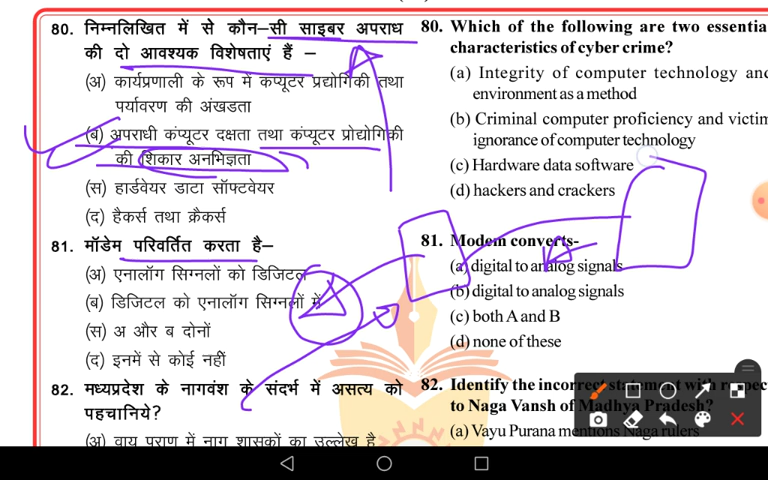 80. निम्नलिखित में से कौन-सी साइबर अपराध
की दो आवश्यक विशेषताएं हैं –
(अ) कार्यप्रणाली के रूप में कंप्यूटर प्रद्योगिकी तथा
पर्यावरण की अंखडता
(ब) अपराधी कंप्यूटर दक्षता तथा कंप्यूटर प्रोद्योगिकी
की शिकार अनभिज्ञता
(स) हार्डवेयर डाटा सॉफ्टवेयर
(द) हैकर्स तथा क्रैकर्स
81. मॉडेम परिवर्तित करता है–
(अ) एनालॉग सिग्नलों को डिजिटल
(ब) डिजिटल को एनालॉग सिग्नलों में
(स) अ और ब दोनों
(द) इनमें से कोई नहीं
82. मध्यप्रदेश के नागवंश के संदर्भ में असत्य को
पहचानिये?
(अ) वायु पुराण में नाग शासकों का उल्लेख है
80. Which of the following are two essentia
characteristics of cyber crime?
(a) Integrity of computer technology and
environment as a method
(b) Criminal computer proficiency and victim
ignorance of computer technology
(c) Hardware data software
(d) hackers and crackers
81. Modem converts-
(a) digital to analog signals
(b) digital to analog signals
(c) both A and B
(d) none of these
82. Identify the incorrect statement with respec
to Naga Vansh of Madhya Pradesh?
(a) Vayu Purana mentions Naga rulers